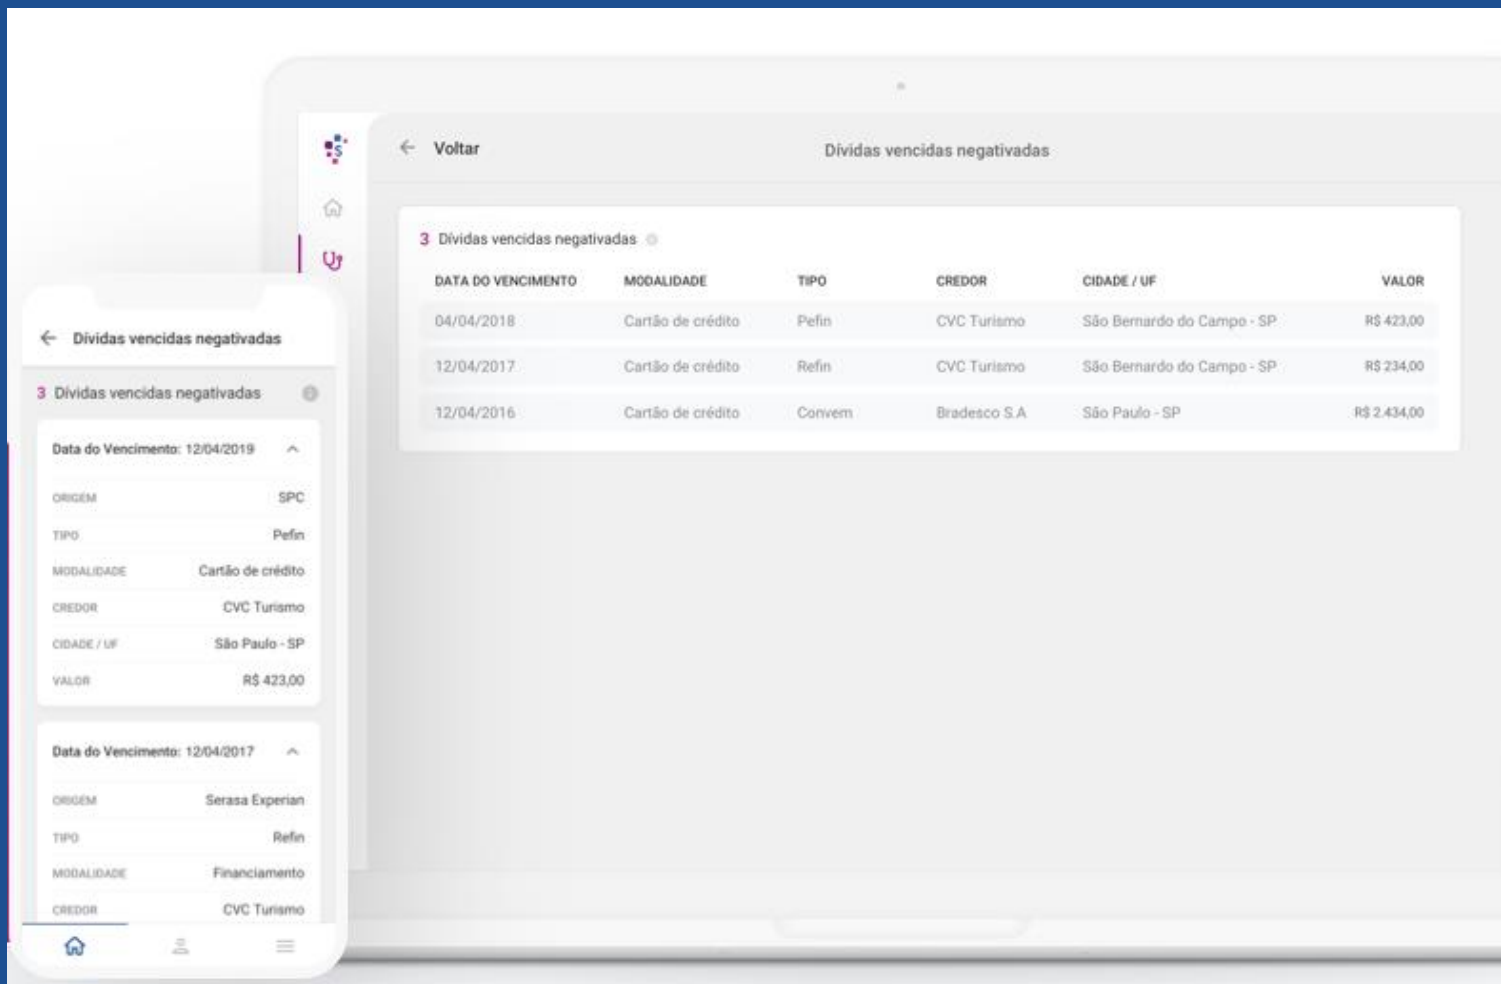 S
← Voltar
Dívidas vencidas negativadas
3 Dívidas vencidas negativadas
DATA DO VENCIMENTO MODALIDADE TIPO CREDOR CIDADE / UF VALOR
04/04/2018 Cartão de crédito Pefin CVC Turismo São Bernardo do Campo - SP R$ 423,00
12/04/2017 Cartão de crédito Refin CVC Turismo São Bernardo do Campo - SP R$ 234,00
12/04/2016 Cartão de crédito Convem Bradesco S.A São Paulo - SP R$ 2.434,00
← Dívidas vencidas negativadas
3 Dívidas vencidas negativadas
Data do Vencimento: 12/04/2019
ORIGEM SPC
TIPO Pefin
MODALIDADE Cartão de crédito
CREDOR CVC Turismo
CIDADE / UF São Paulo - SP
VALOR R$ 423,00
Data do Vencimento: 12/04/2017
ORIGEM Serasa Experian
TIPO Refin
MODALIDADE Financiamento
CREDOR CVC Turismo